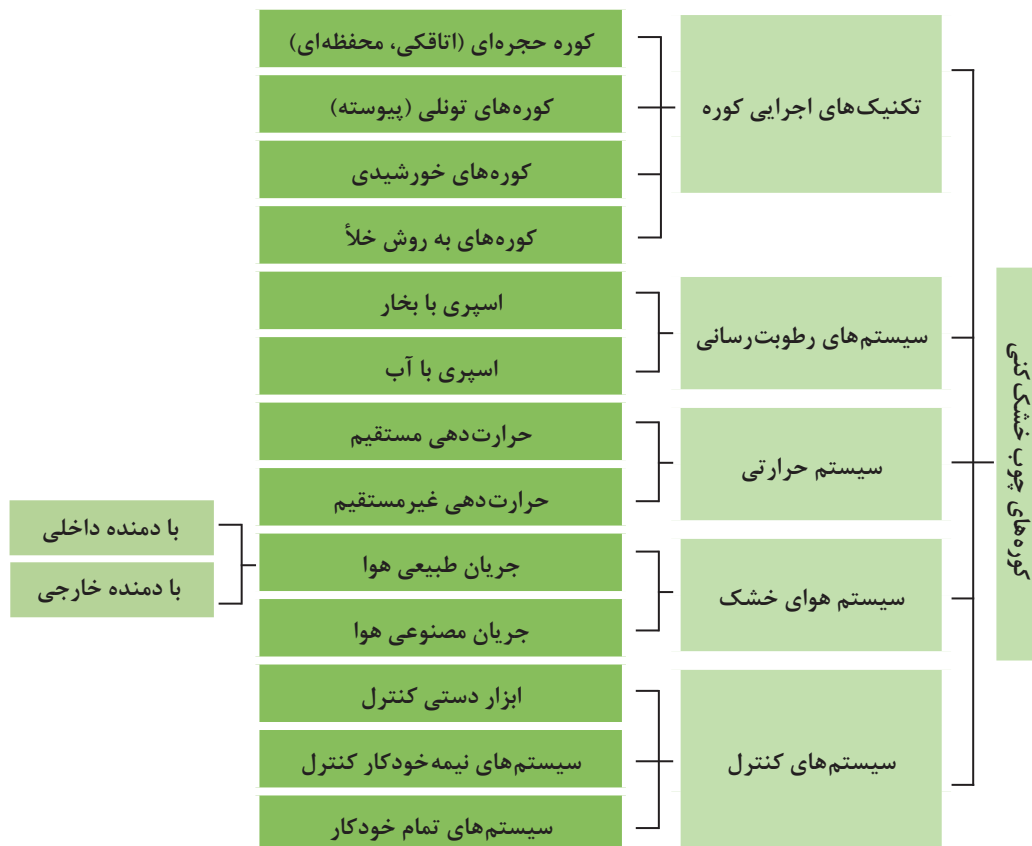 کوره‌های چوب خشک‌کنی
تکنیک‌های اجرایی کوره
کوره حجره‌ای (اتاقکی، محفظه‌ای)
کوره‌های تونلی (پیوسته)
کوره‌های خورشیدی
کوره‌های به روش خلأ
سیستم‌های رطوبت‌رسانی
اسپری با بخار
اسپری با آب
سیستم حرارتی
حرارت‌دهی مستقیم
حرارت‌دهی غیرمستقیم
سیستم هوای خشک
جریان طبیعی هوا
با دمنده داخلی
با دمنده خارجی
جریان مصنوعی هوا
سیستم‌های کنترل
ابزار دستی کنترل
سیستم‌های نیمه‌خودکار کنترل
سیستم‌های تمام خودکار